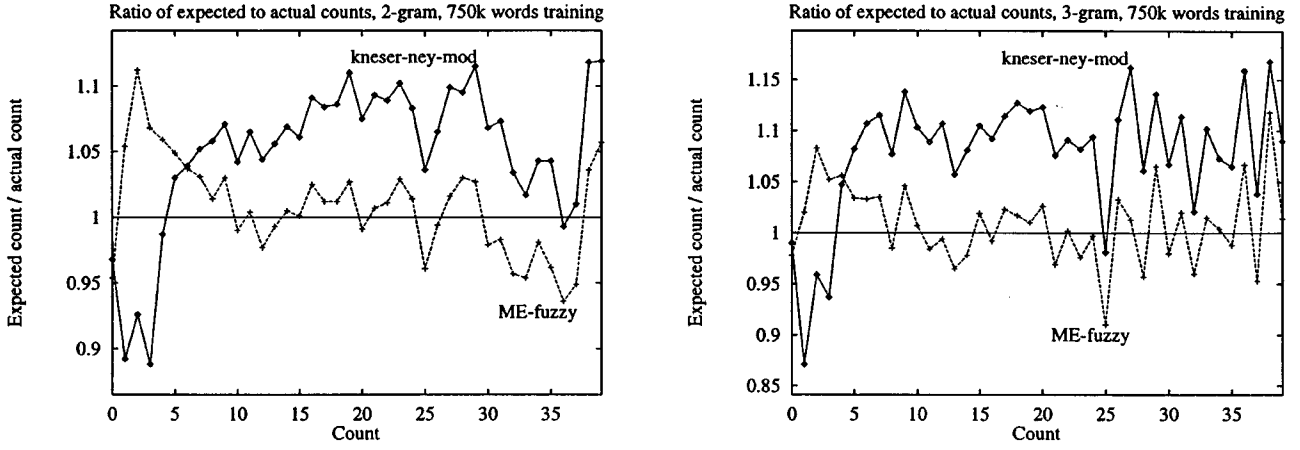 Ratio of expected to actual counts, 2-gram, 750k words training
Expected count / actual count
1.1
1.05
1
0.95
0.9
kneser-ney-mod
ME-fuzzy
0 5 10 15 20 25 30 35
Count
Ratio of expected to actual counts, 3-gram, 750k words training
Expected count / actual count
1.15
1.1
1.05
1
0.95
0.9
0.85
kneser-ney-mod
ME-fuzzy
0 5 10 15 20 25 30 35
Count